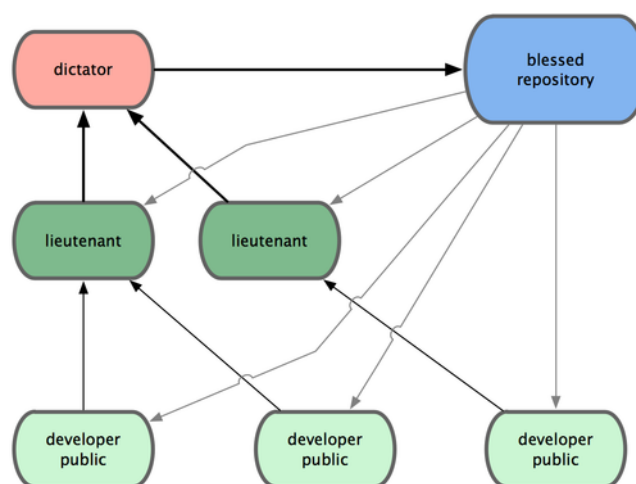 dictator
blessed
repository
lieutenant
lieutenant
developer
public
developer
public
developer
public